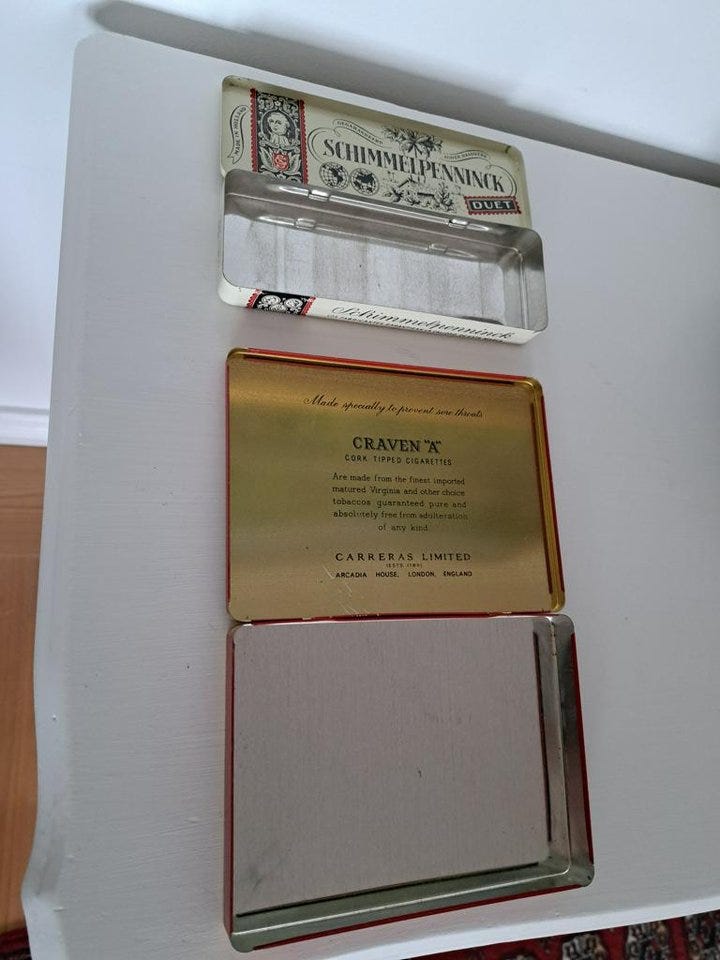 SCHIMMELPENNINCK
DUET
Schimmelpenninck
Made specially to prevent sore throats
CRAVEN "A"
CORK TIPPED CIGARETTES
Are made from the finest imported
matured Virginia and other choice
tobaccos guaranteed pure and
absolutely free from adulteration
of any kind
CARRERAS LIMITED
ARCADIA HOUSE, LONDON, ENGLAND